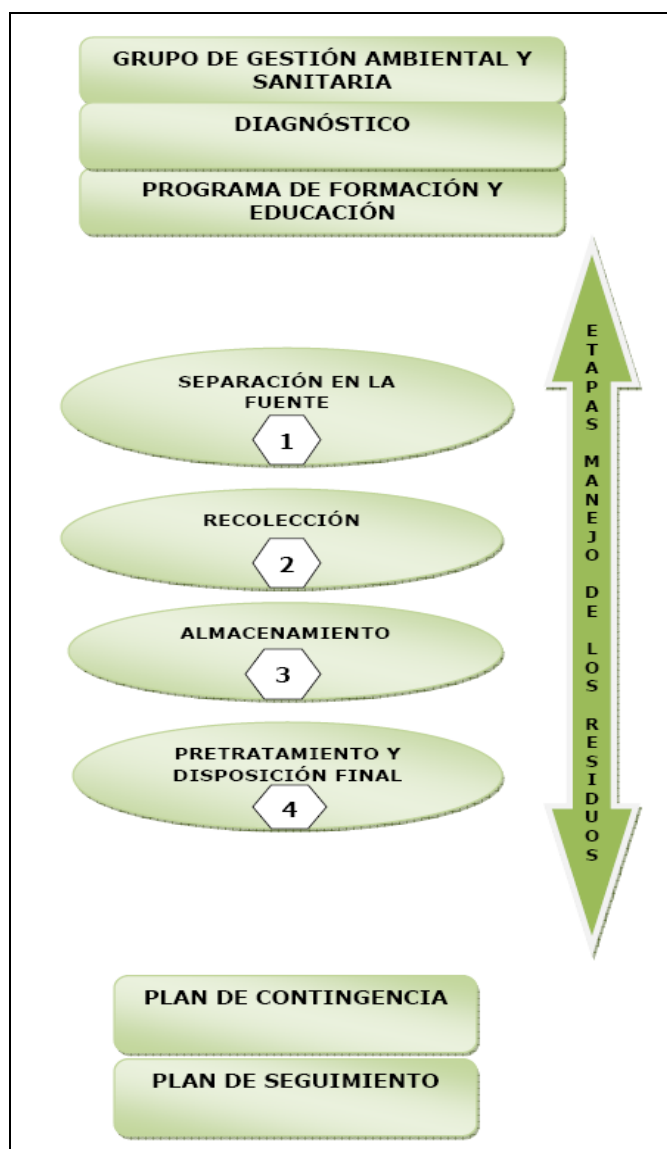 GRUPO DE GESTIÓN AMBIENTAL Y
SANITARIA
DIAGNÓSTICO
PROGRAMA DE FORMACIÓN Y
EDUCACIÓN
SEPARACIÓN EN LA
FUENTE
1
RECOLECCIÓN
2
ALMACENAMIENTO
3
PRETRATAMIENTO Y
DISPOSICIÓN FINAL
4
ETAPAS MANEJO DE LOS RESIDUOS
PLAN DE CONTINGENCIA
PLAN DE SEGUIMIENTO